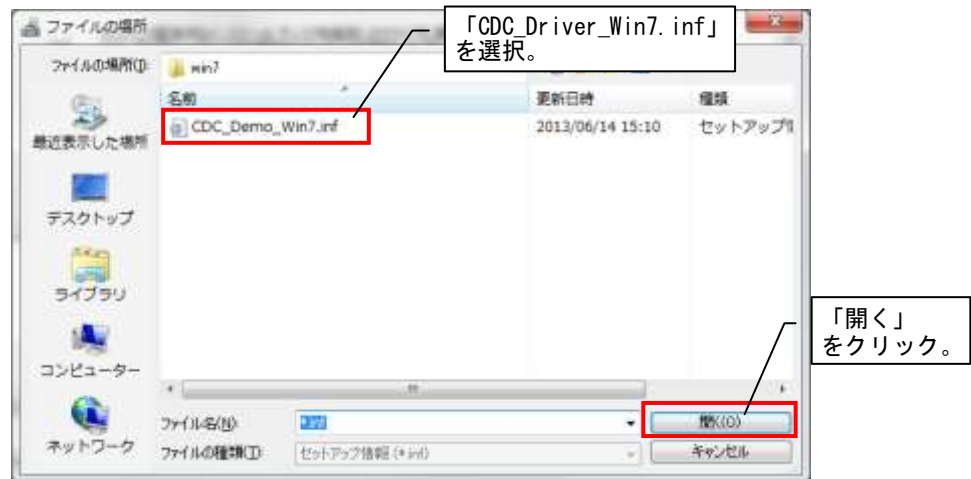 ファイルの場所
「CDC_Driver_Win7.inf」
を選択。
ファイルの場所(I):
win7
名前
更新日時
種類
CDC_Demo_Win7.inf
2013/06/14 15:10
セットアップ情
最近表示した場所
デスクトップ
ライブラリ
コンピューター
ネットワーク
「開く」
をクリック。
ファイル名(N):
*.inf
開く(O)
ファイルの種類(T):
セットアップ情報 (*.inf)
キャンセル